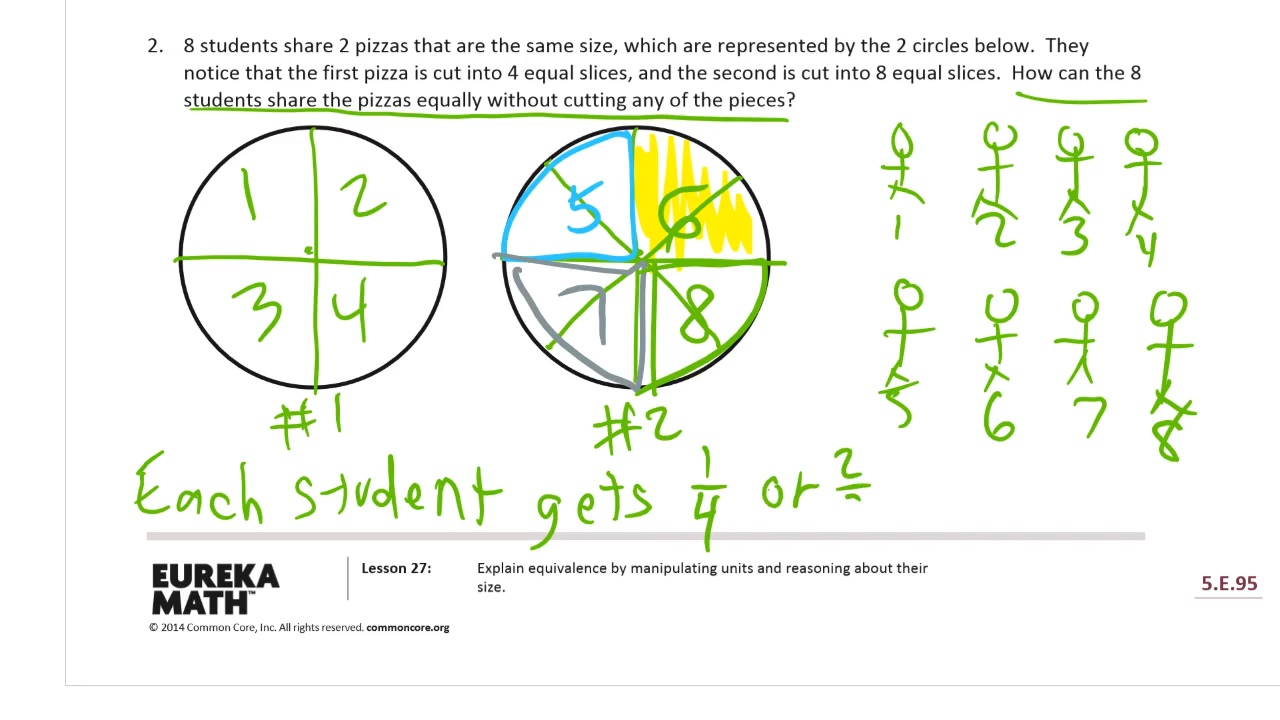 2. 8 students share 2 pizzas that are the same size, which are represented by the 2 circles below. They
notice that the first pizza is cut into 4 equal slices, and the second is cut into 8 equal slices. How can the 8
students share the pizzas equally without cutting any of the pieces?
1 2
3 4
#1
5 6
7 8
#2
1 2 3 4
5 6 7 8
Each student gets 1/4 or 2/
EUREKA
MATH™
Lesson 27:
Explain equivalence by manipulating units and reasoning about their
size.
5.E.95
© 2014 Common Core, Inc. All rights reserved. commoncore.org